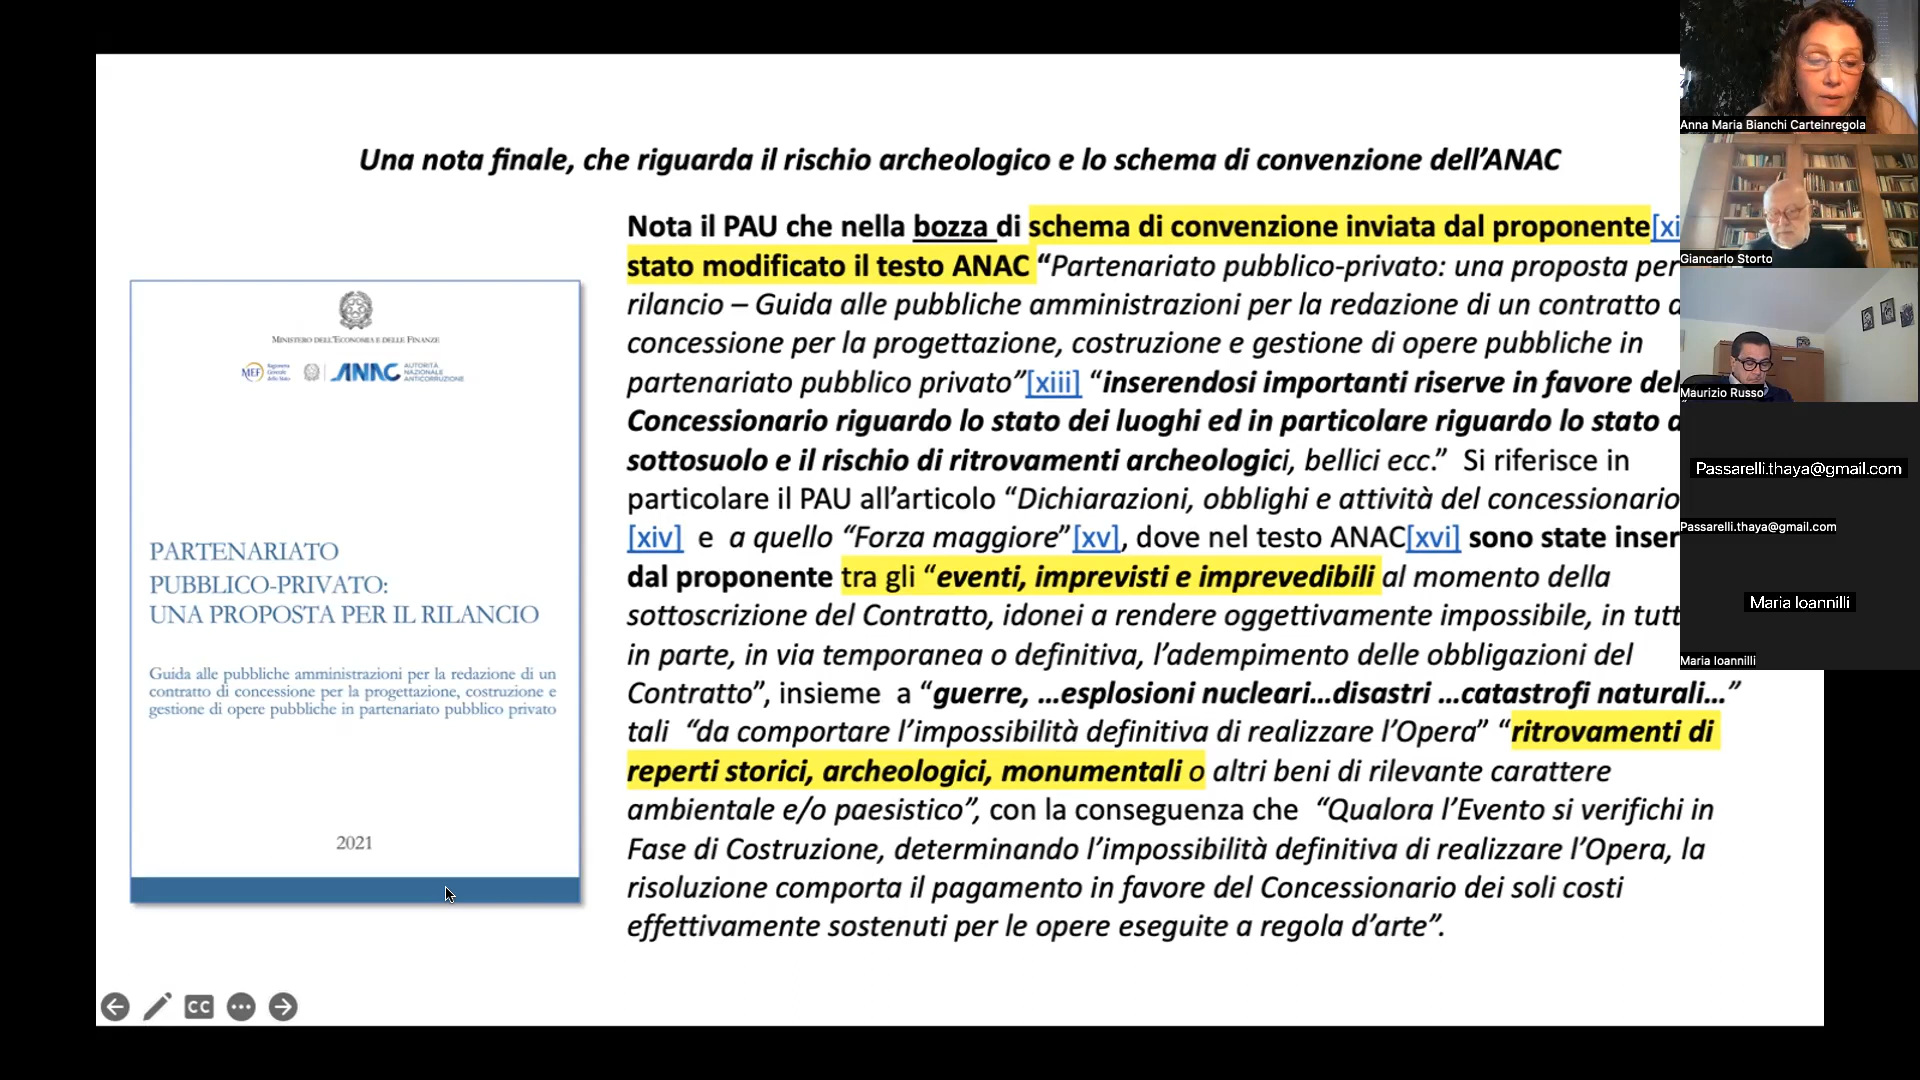 Una nota finale, che riguarda il rischio archeologico e lo schema di convenzione dell’ANAC
Nota il PAU che nella bozza di schema di convenzione inviata dal proponente[xi
stato modificato il testo ANAC “Partenariato pubblico-privato: una proposta per
rilancio – Guida alle pubbliche amministrazioni per la redazione di un contratto d
concessione per la progettazione, costruzione e gestione di opere pubbliche in
partenariato pubblico privato”[xiii] “inserendosi importanti riserve in favore del
Concessionario riguardo lo stato dei luoghi ed in particolare riguardo lo stato d
sottosuolo e il rischio di ritrovamenti archeologici, bellici ecc.” Si riferisce in
particolare il PAU all’articolo “Dichiarazioni, obblighi e attività del concessionario
[xiv] e a quello “Forza maggiore”[xv], dove nel testo ANAC[xvi] sono state inser
dal proponente tra gli “eventi, imprevisti e imprevedibili al momento della
sottoscrizione del Contratto, idonei a rendere oggettivamente impossibile, in tutt
in parte, in via temporanea o definitiva, l’adempimento delle obbligazioni del
Contratto”, insieme a “guerre, …esplosioni nucleari…disastri …catastrofi naturali…”
tali “da comportare l’impossibilità definitiva di realizzare l’Opera” “ritrovamenti di
reperti storici, archeologici, monumentali o altri beni di rilevante carattere
ambientale e/o paesistico”, con la conseguenza che “Qualora l’Evento si verifichi in
Fase di Costruzione, determinando l’impossibilità definitiva di realizzare l’Opera, la
risoluzione comporta il pagamento in favore del Concessionario dei soli costi
effettivamente sostenuti per le opere eseguite a regola d’arte”.
MINISTERO DELL'ECONOMIA E DELLE FINANZE
MEF Ragioneria Generale dello Stato
ANAC AUTORITÀ NAZIONALE ANTICORRUZIONE
PARTENARIATO
PUBBLICO-PRIVATO:
UNA PROPOSTA PER IL RILANCIO
Guida alle pubbliche amministrazioni per la redazione di un
contratto di concessione per la progettazione, costruzione e
gestione di opere pubbliche in partenariato pubblico privato
2021
CC
Anna Maria Bianchi Carteinregola
Giancarlo Storto
Maurizio Russo
Passarelli.thaya@gmail.com
Passarelli.thaya@gmail.com
Maria Ioannilli
Maria Ioannilli